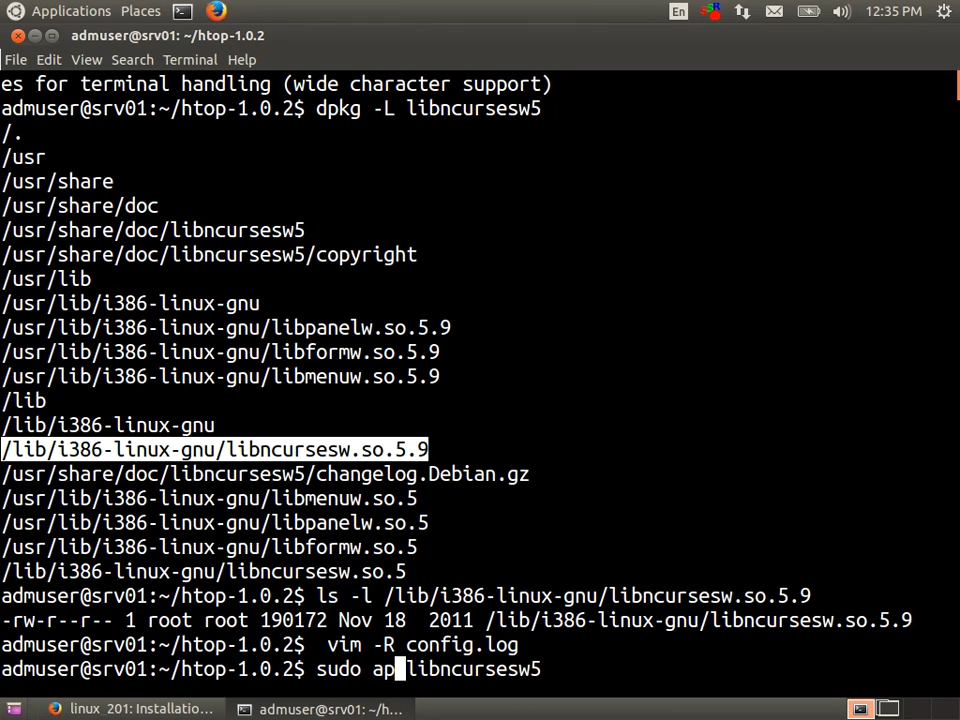 Applications Places En SSR 12:35 PM
admuser@srv01: ~/htop-1.0.2
File Edit View Search Terminal Help
es for terminal handling (wide character support)
admuser@srv01:~/htop-1.0.2$ dpkg -L libncursesw5
/.
/usr
/usr/share
/usr/share/doc
/usr/share/doc/libncursesw5
/usr/share/doc/libncursesw5/copyright
/usr/lib
/usr/lib/i386-linux-gnu
/usr/lib/i386-linux-gnu/libpanelw.so.5.9
/usr/lib/i386-linux-gnu/libformw.so.5.9
/usr/lib/i386-linux-gnu/libmenuw.so.5.9
/lib
/lib/i386-linux-gnu
/lib/i386-linux-gnu/libncursesw.so.5.9
/usr/share/doc/libncursesw5/changelog.Debian.gz
/usr/lib/i386-linux-gnu/libmenuw.so.5
/usr/lib/i386-linux-gnu/libpanelw.so.5
/usr/lib/i386-linux-gnu/libformw.so.5
/lib/i386-linux-gnu/libncursesw.so.5
admuser@srv01:~/htop-1.0.2$ ls -l /lib/i386-linux-gnu/libncursesw.so.5.9
-rw-r--r-- 1 root root 190172 Nov 18  2011 /lib/i386-linux-gnu/libncursesw.so.5.9
admuser@srv01:~/htop-1.0.2$  vim -R config.log
admuser@srv01:~/htop-1.0.2$ sudo ap libncursesw5
linux_201: Installatio... admuser@srv01: ~/h...